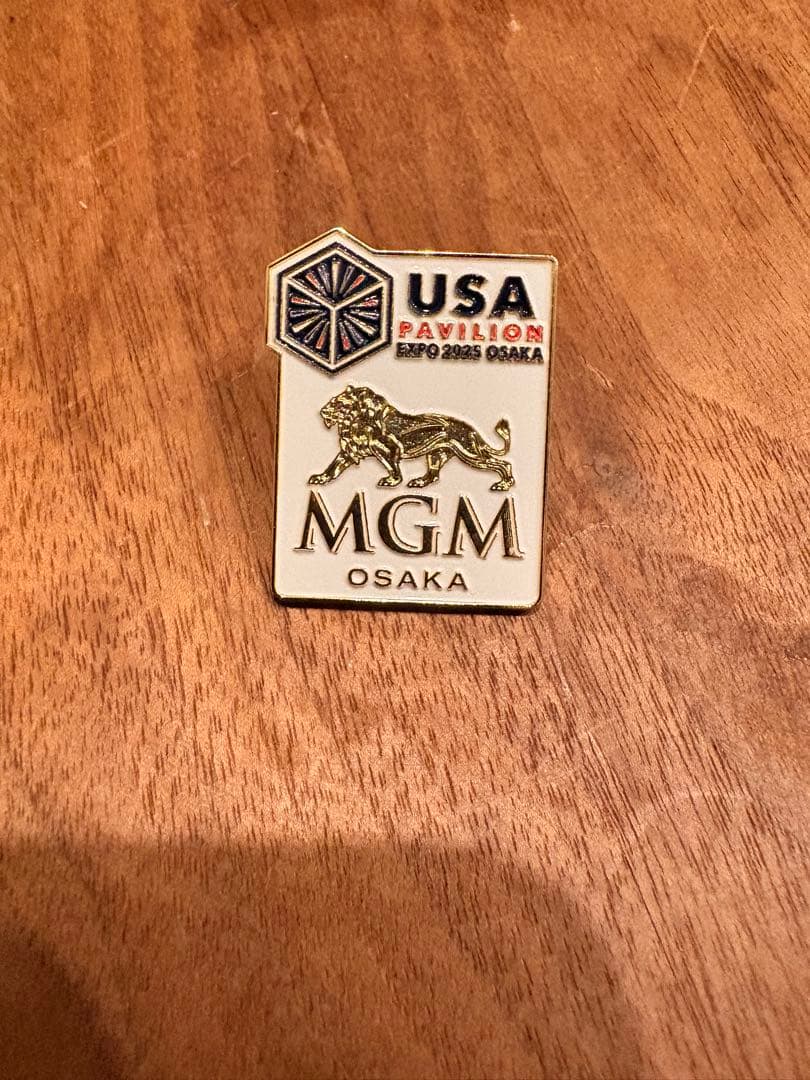 USA
PAVILION
EXPO 2025 OSAKA
MGM
OSAKA